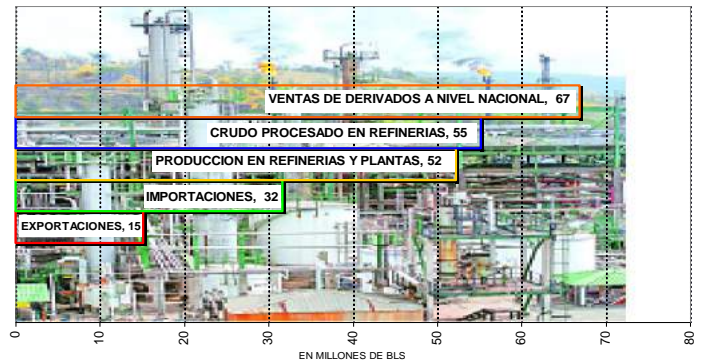 VENTAS DE DERIVADOS A NIVEL NACIONAL, 67
CRUDO PROCESADO EN REFINERIAS, 55
PRODUCCION EN REFINERIAS Y PLANTAS, 52
IMPORTACIONES, 32
EXPORTACIONES, 15
0 10 20 30 40 50 60 70 80
EN MILLONES DE BLS